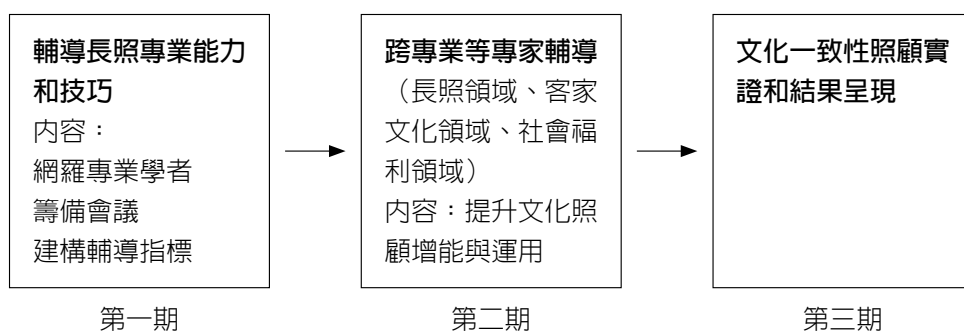 輔導長照專業能力
和技巧
内容：
網羅專業學者
籌備會議
建構輔導指標
第一期
跨專業等專家輔導
（長照領域、客家
文化領域、社會福
利領域）
内容：提升文化照
顧增能與運用
第二期
文化一致性照顧實
證和結果呈現
第三期